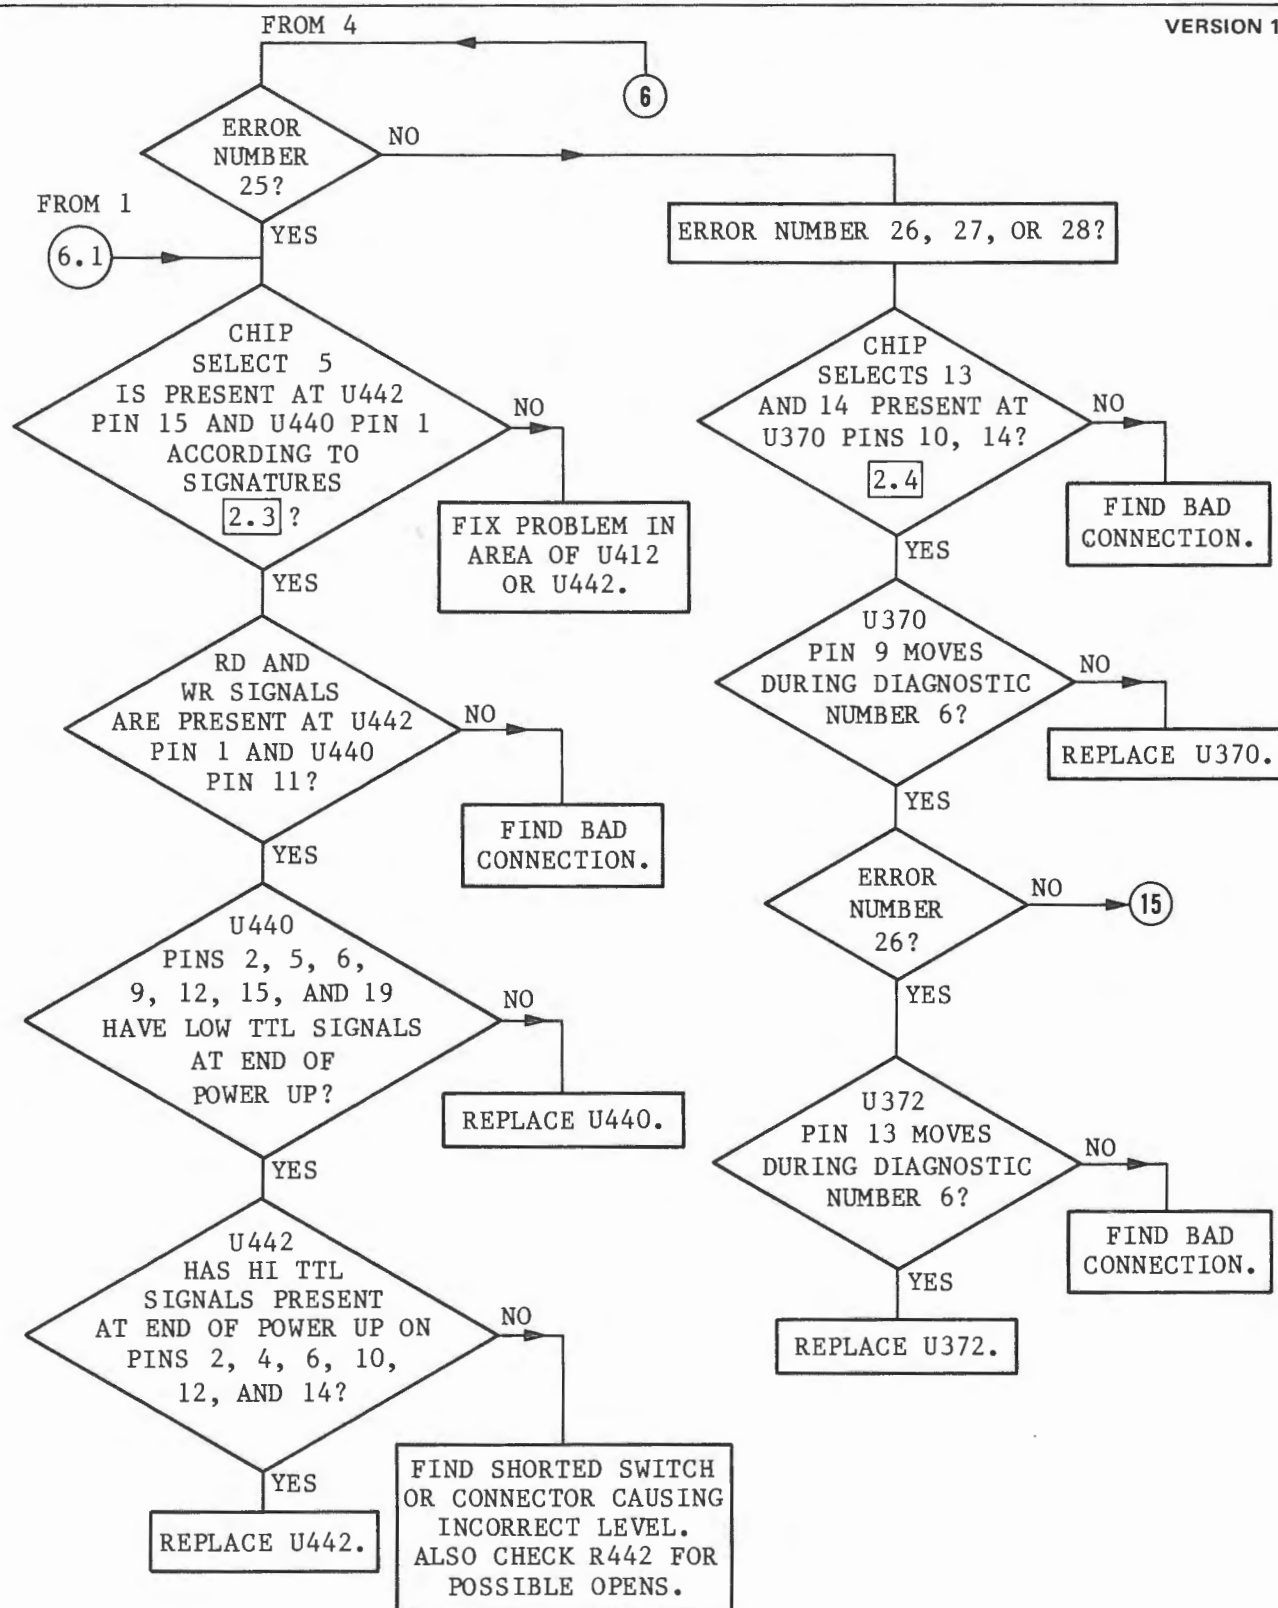 FROM 4
VERSION 1
6
ERROR
NUMBER
25?
NO
YES
FROM 1
6.1
CHIP
SELECT 5
IS PRESENT AT U442
PIN 15 AND U440 PIN 1
ACCORDING TO
SIGNATURES
2.3 ?
NO
FIX PROBLEM IN
AREA OF U412
OR U442.
YES
RD AND
WR SIGNALS
ARE PRESENT AT U442
PIN 1 AND U440
PIN 11?
NO
FIND BAD
CONNECTION.
YES
U440
PINS 2, 5, 6,
9, 12, 15, AND 19
HAVE LOW TTL SIGNALS
AT END OF
POWER UP?
NO
REPLACE U440.
YES
U442
HAS HI TTL
SIGNALS PRESENT
AT END OF POWER UP ON
PINS 2, 4, 6, 10,
12, AND 14?
NO
FIND SHORTED SWITCH
OR CONNECTOR CAUSING
INCORRECT LEVEL.
ALSO CHECK R442 FOR
POSSIBLE OPENS.
YES
REPLACE U442.
ERROR NUMBER 26, 27, OR 28?
CHIP
SELECTS 13
AND 14 PRESENT AT
U370 PINS 10, 14?
2.4
NO
FIND BAD
CONNECTION.
YES
U370
PIN 9 MOVES
DURING DIAGNOSTIC
NUMBER 6?
NO
REPLACE U370.
YES
ERROR
NUMBER
26?
NO
15
YES
U372
PIN 13 MOVES
DURING DIAGNOSTIC
NUMBER 6?
NO
FIND BAD
CONNECTION.
YES
REPLACE U372.